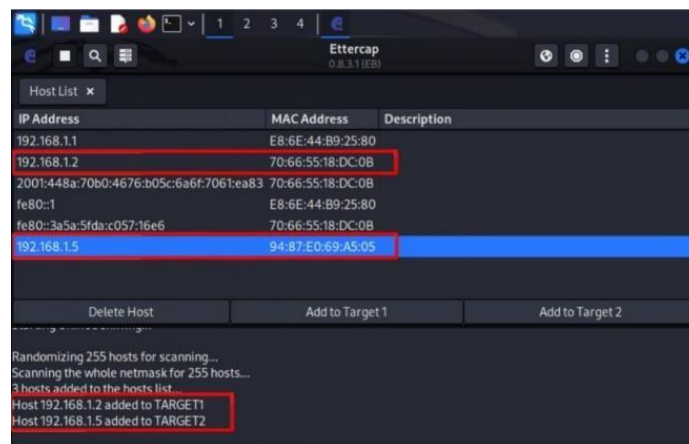 1 2 3 4
Ettercap
0.8.3.1 (EB)
Host List ×
IP Address MAC Address Description
192.168.1.1 E8:6E:44:B9:25:80
192.168.1.2 70:66:55:18:DC:0B
2001:448a:70b0:4676:b05c:6a6f:7061:ea83 70:66:55:18:DC:0B
fe80::1 E8:6E:44:B9:25:80
fe80::3a5a:5fda:c057:16e6 70:66:55:18:DC:0B
192.168.1.5 94:87:E0:69:A5:05
Delete Host Add to Target 1 Add to Target 2
Randomizing 255 hosts for scanning...
Scanning the whole netmask for 255 hosts...
3 hosts added to the hosts list...
Host 192.168.1.2 added to TARGET1
Host 192.168.1.5 added to TARGET2